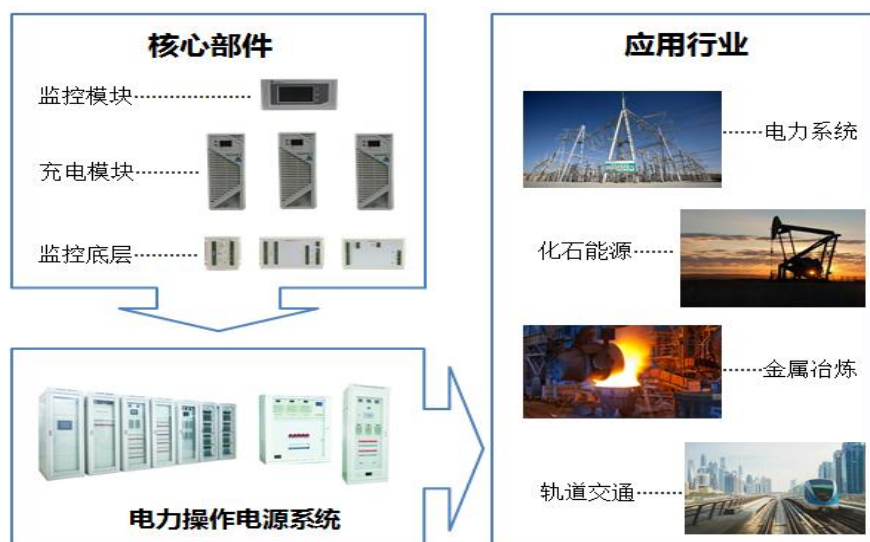 核心部件
监控模块
充电模块
监控底层
电力操作电源系统
应用行业
电力系统
化石能源
金属冶炼
轨道交通